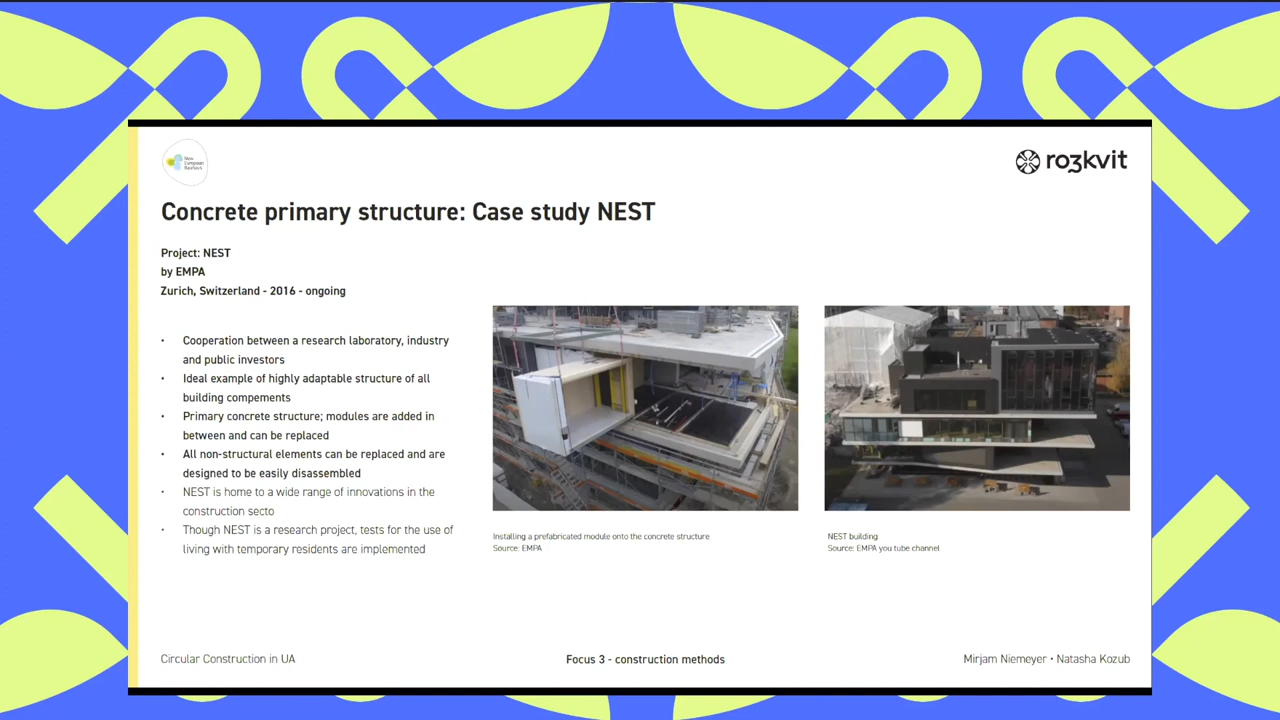 New
European
Bauhaus
ro3kvit
Concrete primary structure: Case study NEST
Project: NEST
by EMPA
Zurich, Switzerland - 2016 - ongoing
• Cooperation between a research laboratory, industry
and public investors
• Ideal example of highly adaptable structure of all
building compements
• Primary concrete structure; modules are added in
between and can be replaced
• All non-structural elements can be replaced and are
designed to be easily disassembled
• NEST is home to a wide range of innovations in the
construction secto
• Though NEST is a research project, tests for the use of
living with temporary residents are implemented
Installing a prefabricated module onto the concrete structure
Source: EMPA
NEST building
Source: EMPA you tube channel
Circular Construction in UA
Focus 3 - construction methods
Mirjam Niemeyer • Natasha Kozub